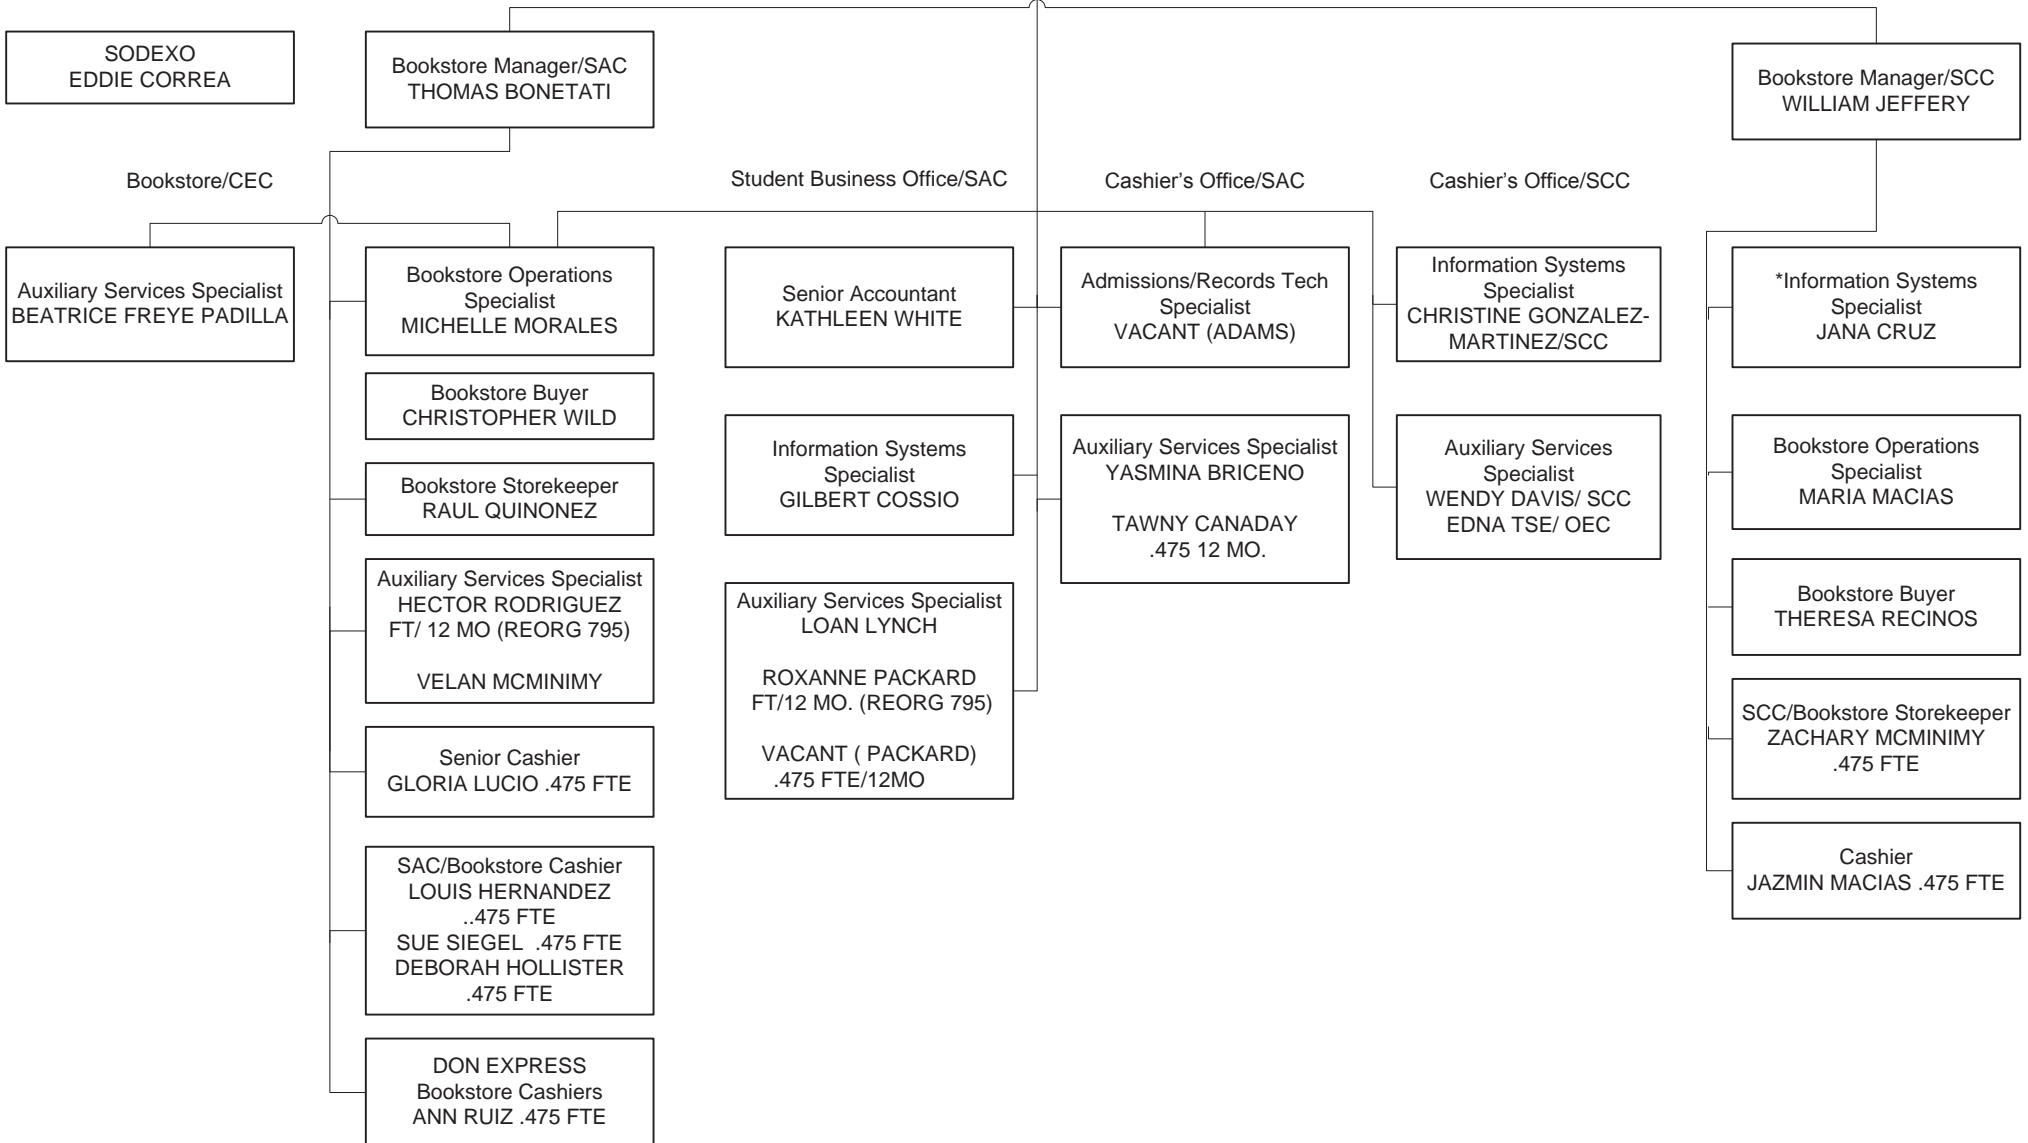 SODEXO
EDDIE CORREA
Bookstore Manager/SAC
THOMAS BONETATI
Bookstore Manager/SCC
WILLIAM JEFFERY
Bookstore/CEC
Student Business Office/SAC
Cashier's Office/SAC
Cashier's Office/SCC
Auxiliary Services Specialist
BEATRICE FREYE PADILLA
Bookstore Operations
Specialist
MICHELLE MORALES
Bookstore Buyer
CHRISTOPHER WILD
Bookstore Storekeeper
RAUL QUINONEZ
Auxiliary Services Specialist
HECTOR RODRIGUEZ
FT/ 12 MO (REORG 795)
VELAN MCMINIMY
Senior Cashier
GLORIA LUCIO .475 FTE
SAC/Bookstore Cashier
LOUIS HERNANDEZ
..475 FTE
SUE SIEGEL .475 FTE
DEBORAH HOLLISTER
.475 FTE
DON EXPRESS
Bookstore Cashiers
ANN RUIZ .475 FTE
Senior Accountant
KATHLEEN WHITE
Information Systems
Specialist
GILBERT COSSIO
Auxiliary Services Specialist
LOAN LYNCH
ROXANNE PACKARD
FT/12 MO. (REORG 795)
VACANT ( PACKARD)
.475 FTE/12MO
Admissions/Records Tech
Specialist
VACANT (ADAMS)
Auxiliary Services Specialist
YASMINA BRICENO
TAWNY CANADAY
.475 12 MO.
Information Systems
Specialist
CHRISTINE GONZALEZ-
MARTINEZ/SCC
Auxiliary Services
Specialist
WENDY DAVIS/ SCC
EDNA TSE/ OEC
*Information Systems
Specialist
JANA CRUZ
Bookstore Operations
Specialist
MARIA MACIAS
Bookstore Buyer
THERESA RECINOS
SCC/Bookstore Storekeeper
ZACHARY MCMINIMY
.475 FTE
Cashier
JAZMIN MACIAS .475 FTE